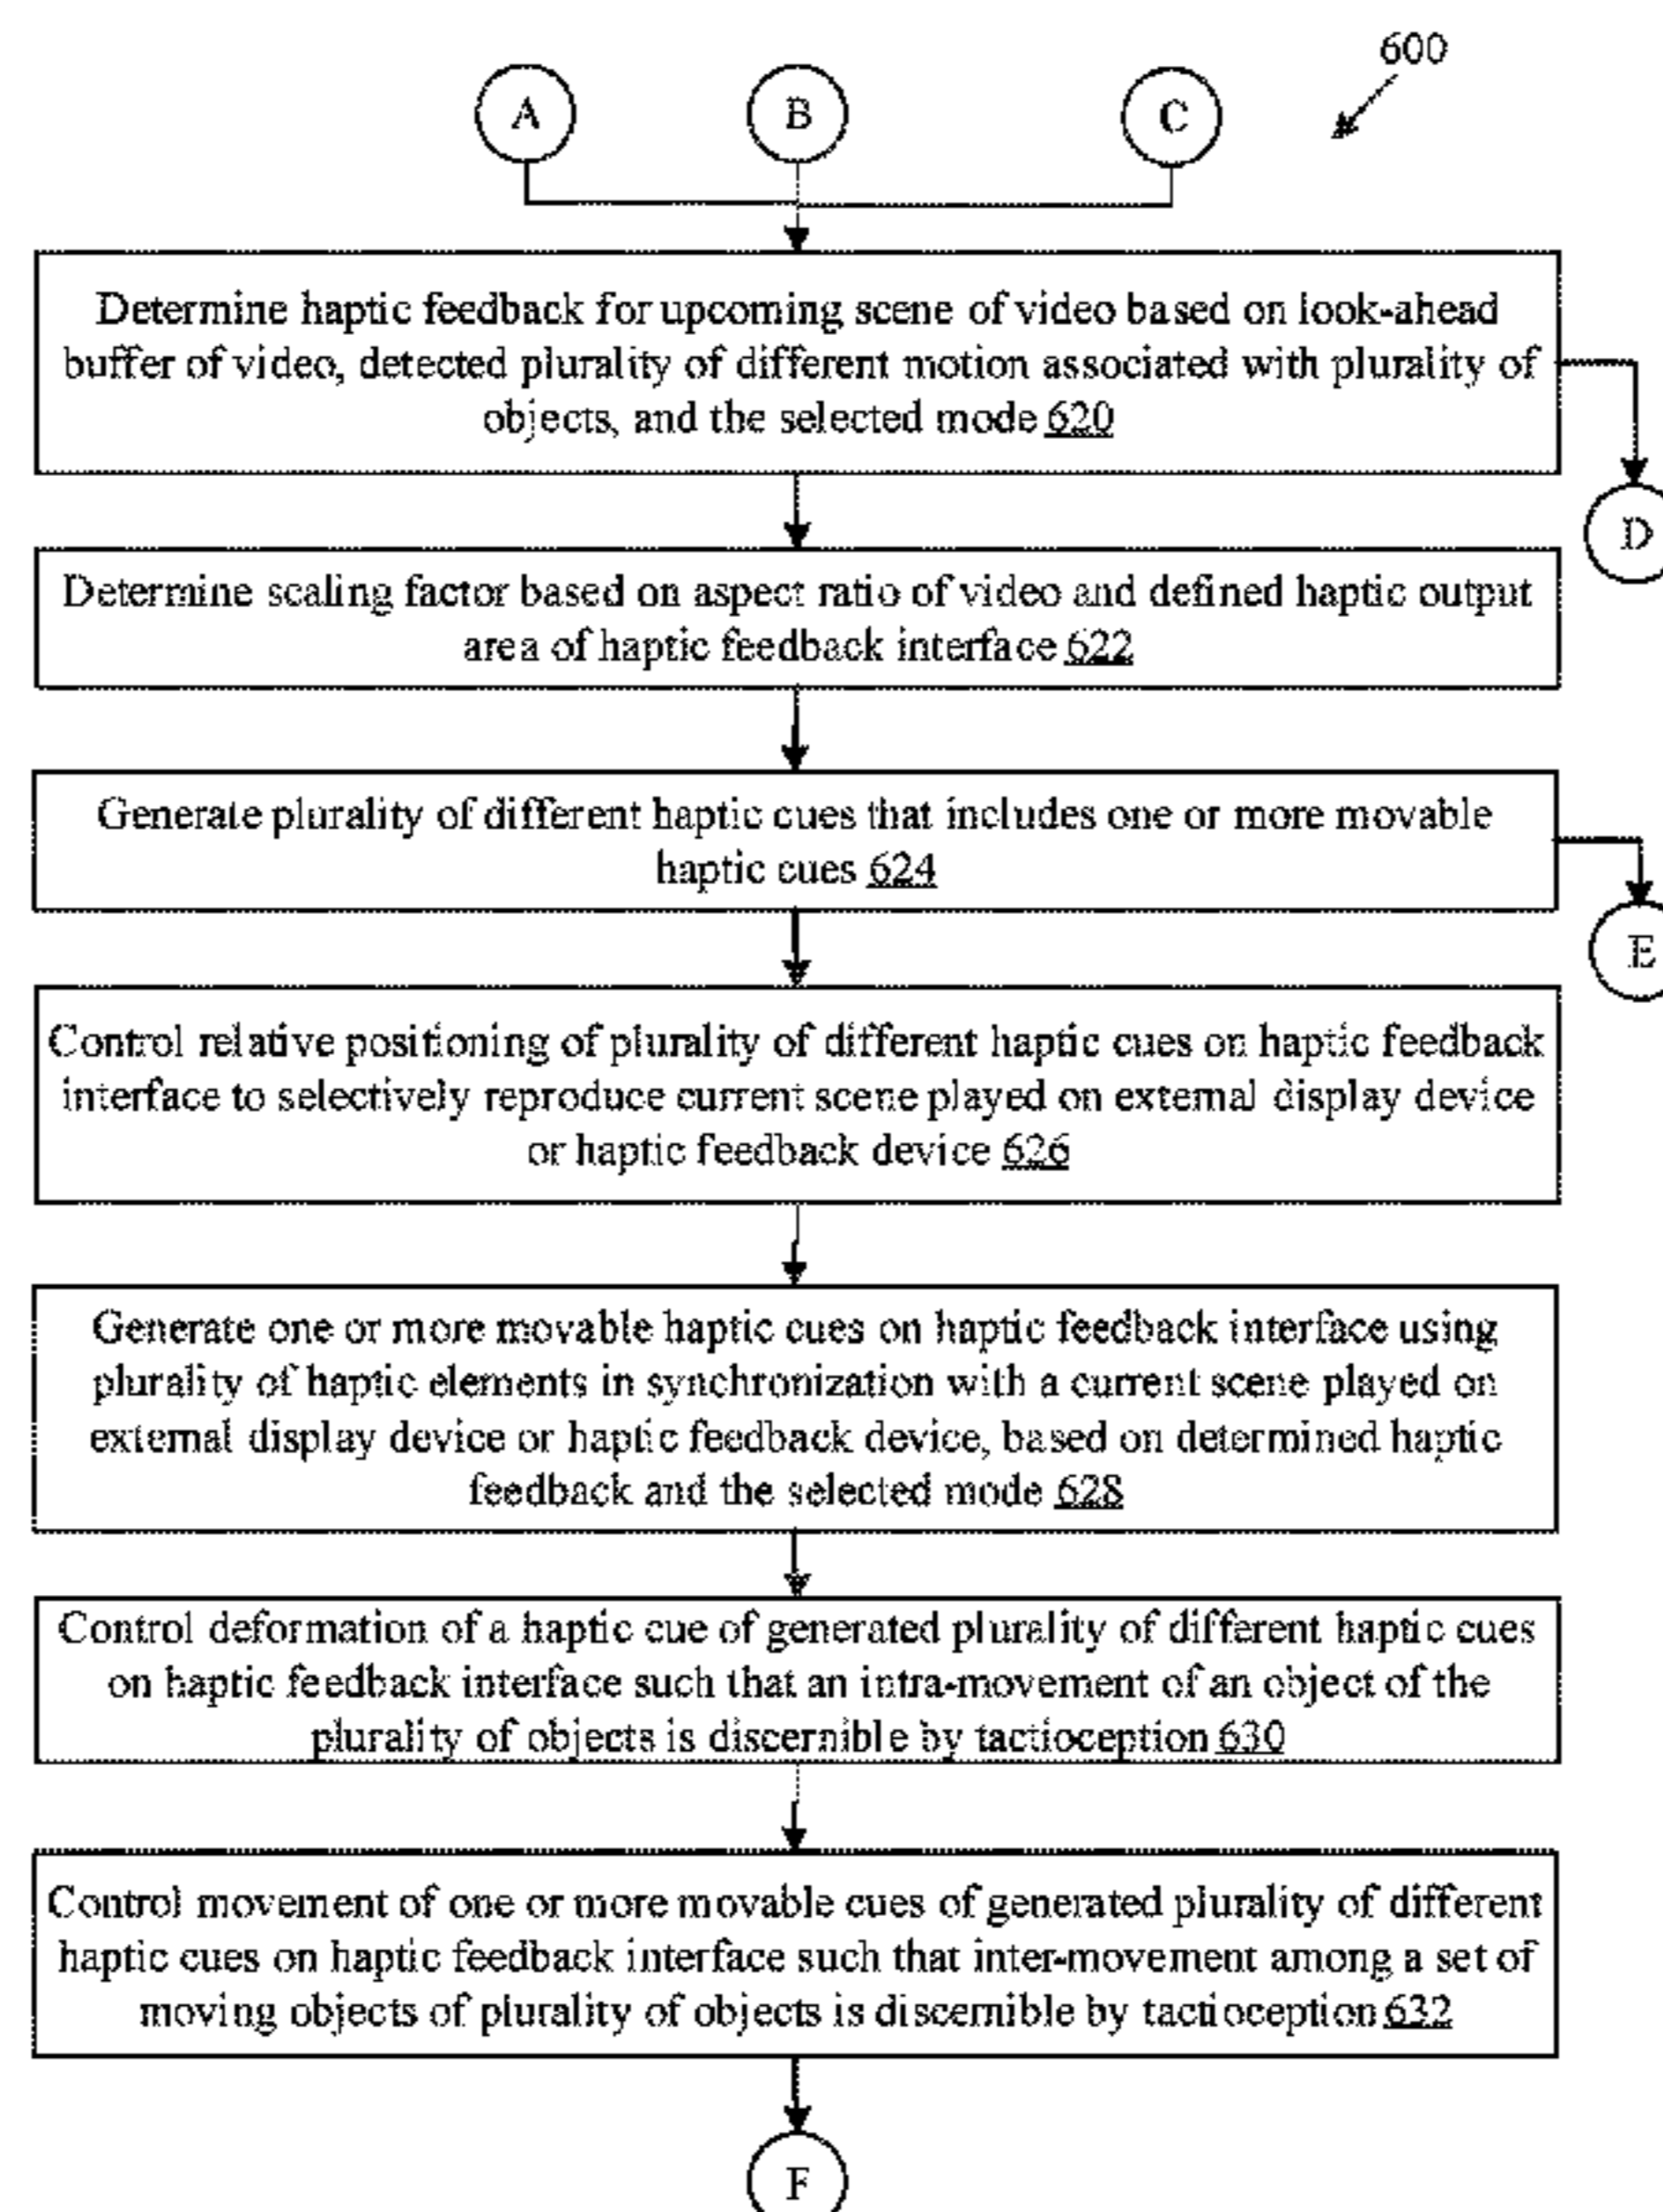 600
A B C
Determine haptic feedback for upcoming scene of video based on look-ahead
buffer of video, detected plurality of different motion associated with plurality of
objects, and the selected mode 620
D
Determine scaling factor based on aspect ratio of video and defined haptic output
area of haptic feedback interface 622
Generate plurality of different haptic cues that includes one or more movable
haptic cues 624
E
Control relative positioning of plurality of different haptic cues on haptic feedback
interface to selectively reproduce current scene played on external display device
or haptic feedback device 626
Generate one or more movable haptic cues on haptic feedback interface using
plurality of haptic elements in synchronization with a current scene played on
external display device or haptic feedback device, based on determined haptic
feedback and the selected mode 628
Control deformation of a haptic cue of generated plurality of different haptic cues
on haptic feedback interface such that an intra-movement of an object of the
plurality of objects is discernible by tactioception 630
Control movement of one or more movable cues of generated plurality of different
haptic cues on haptic feedback interface such that inter-movement among a set of
moving objects of plurality of objects is discernible by tactioception 632
F